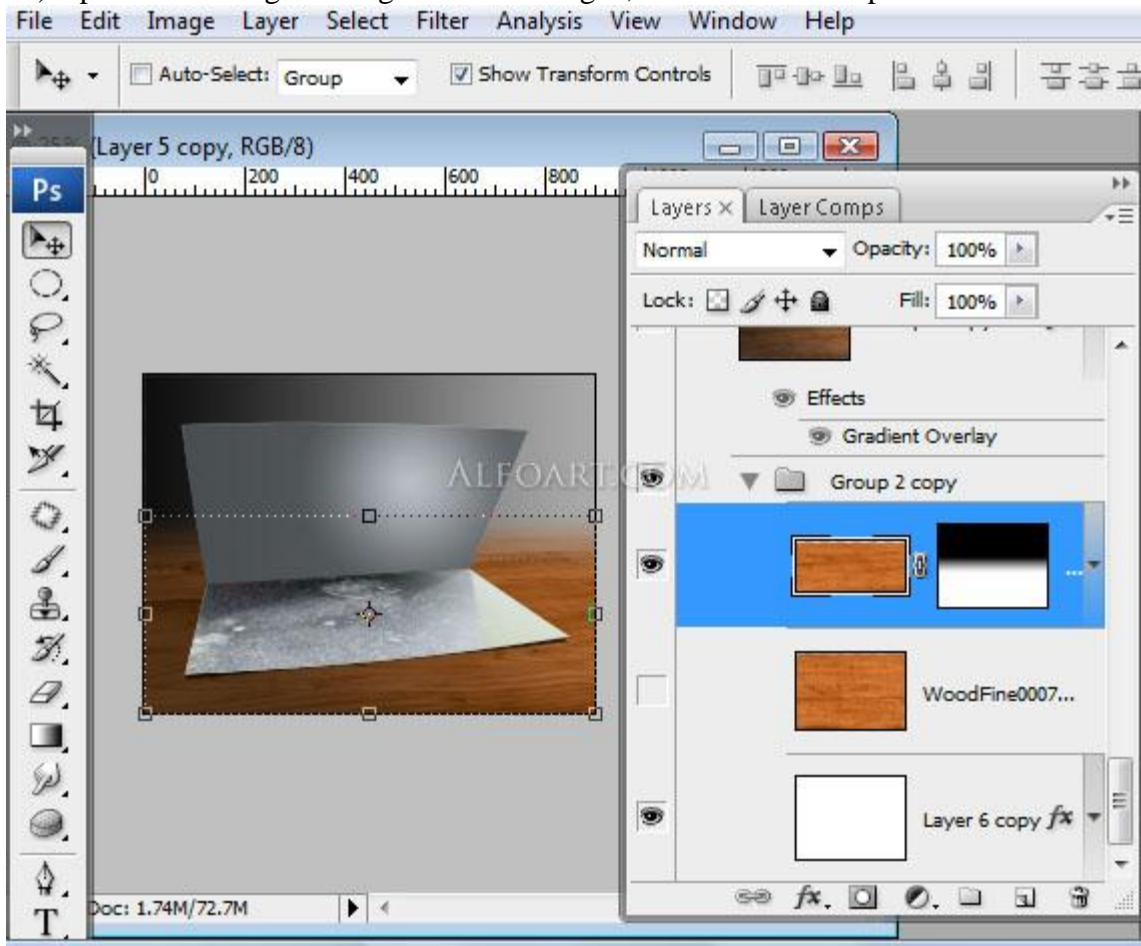 File Edit Image Layer Select Filter Analysis View Window Help
Auto-Select: Group Show Transform Controls
(Layer 5 copy, RGB/8)
0 200 400 600 800
Ps
Layers × Layer Comps
Normal Opacity: 100%
Lock: Fill: 100%
Effects
Gradient Overlay
ALFOART.COM
Group 2 copy
...
WoodFine0007...
Layer 6 copy fx
fx.
T
Doc: 1.74M/72.7M